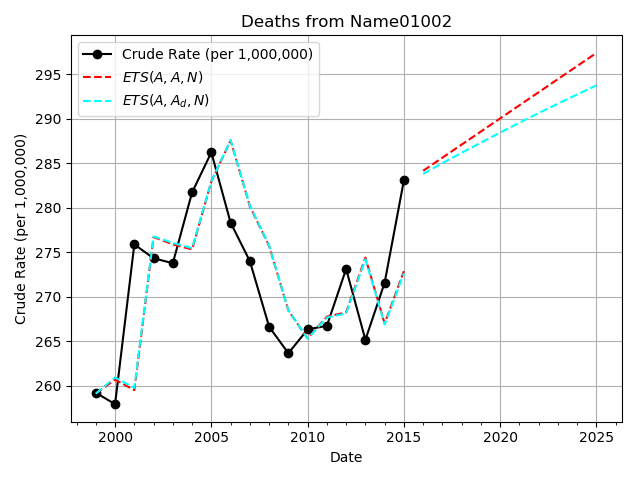 Deaths from Name01002
Crude Rate (per 1,000,000)
ETS(A, A, N)
ETS(A, A_d, N)
Crude Rate (per 1,000,000)
295
290
285
280
275
270
265
260
2000 2005 2010 2015 2020 2025
Date